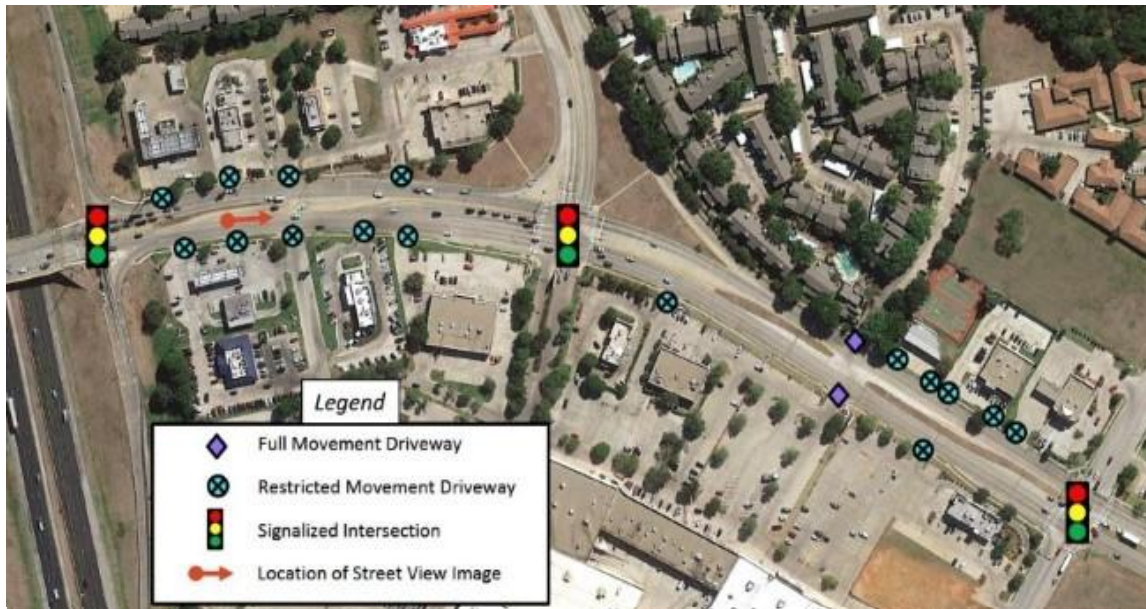 Legend
Full Movement Driveway
Restricted Movement Driveway
Signalized Intersection
Location of Street View Image